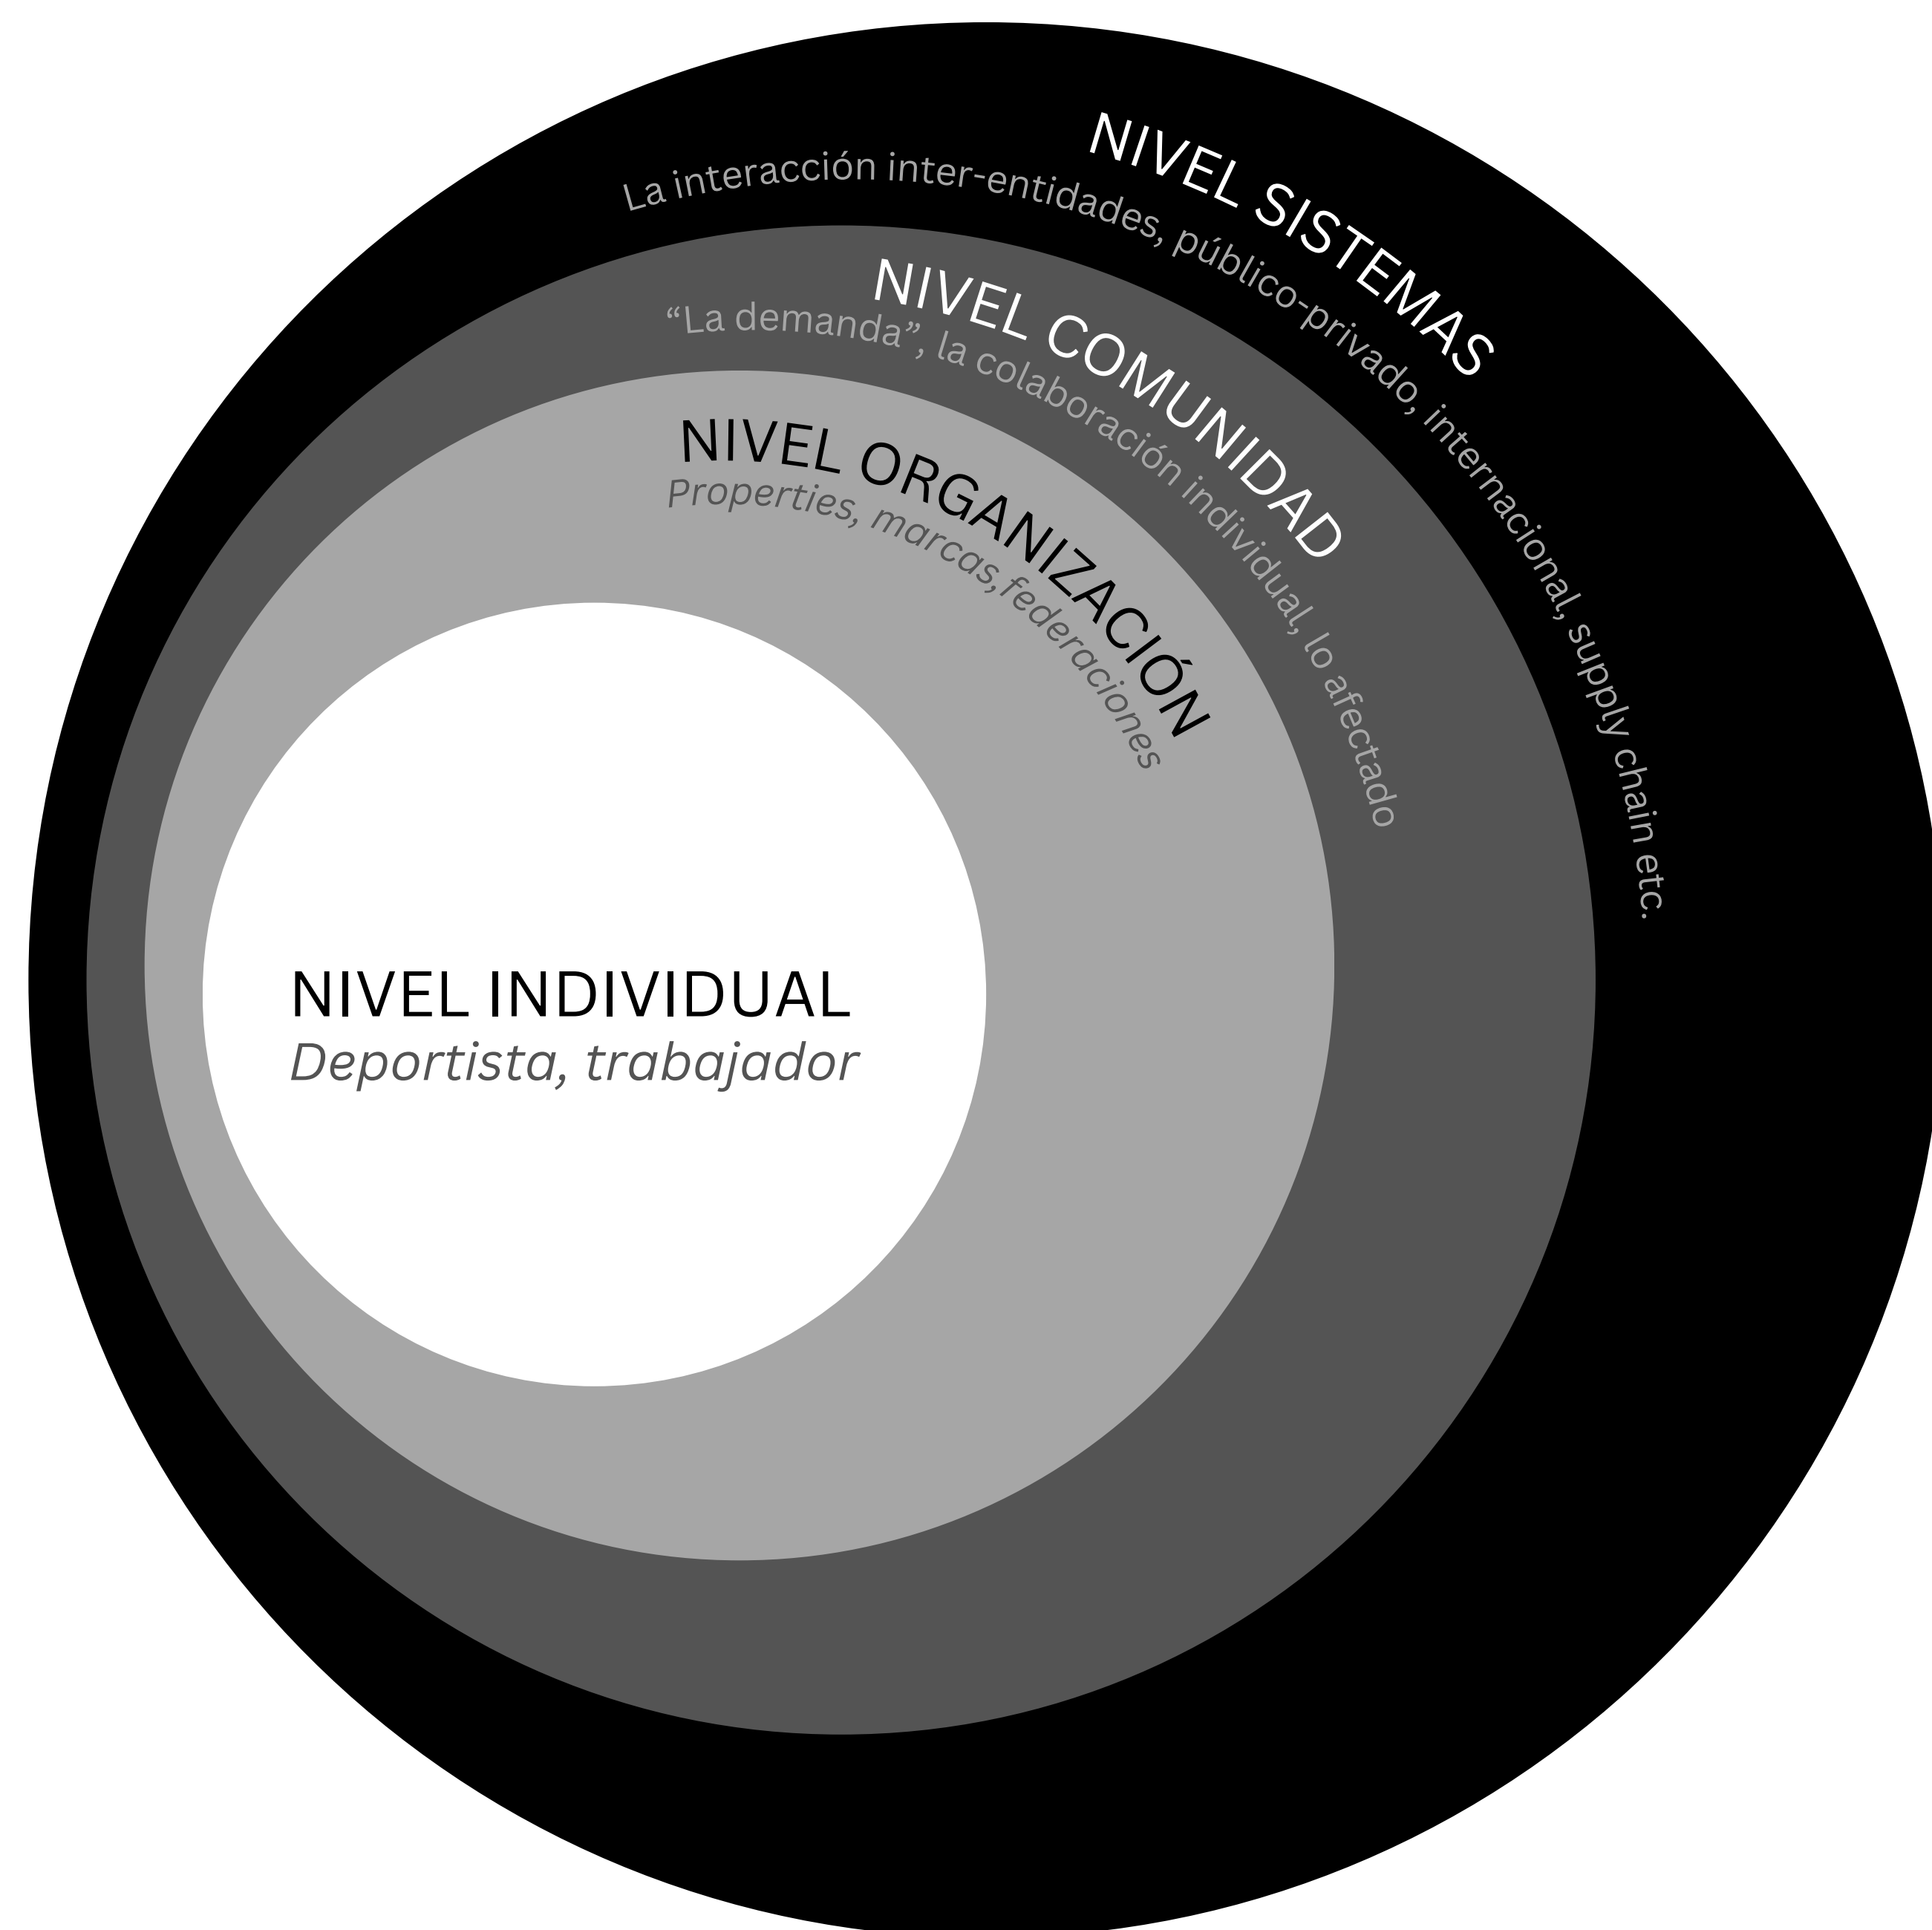 NIVEL SISTEMAS
La interacción inter-entidades, público-privado, internacional, supply chain etc.
NIVEL COMUNIDAD
“La demanda”, la colaboración individual, lo afectado
NIVEL ORGANIZACIÓN
Properties, marcas, federaciones
NIVEL INDIVIDUAL
Deportista, trabajador